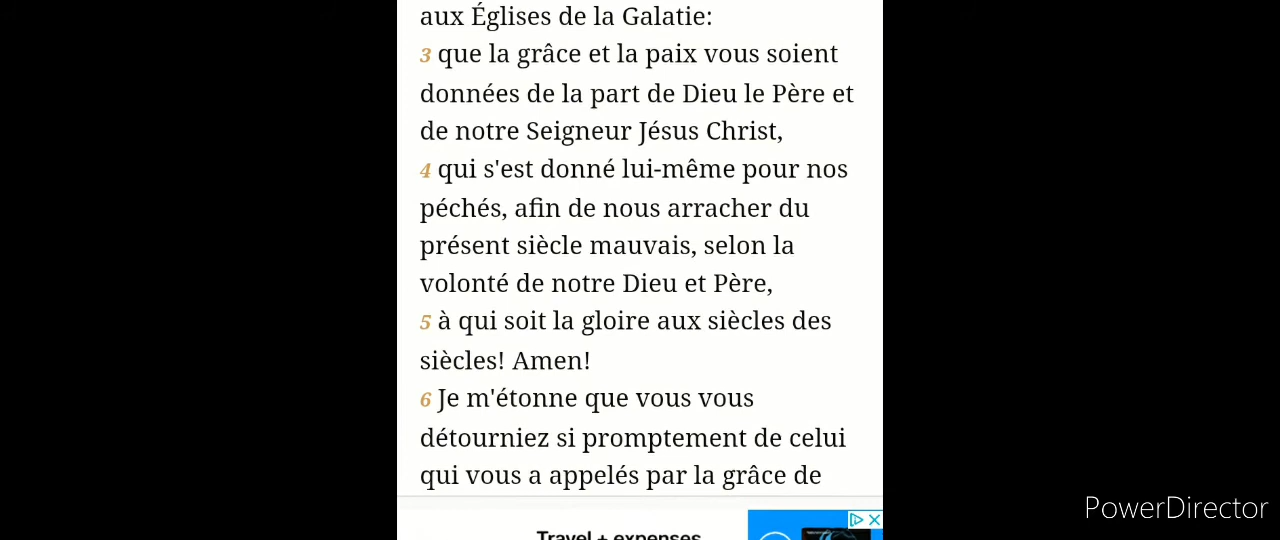 aux Églises de la Galatie:
3 que la grâce et la paix vous soient
données de la part de Dieu le Père et
de notre Seigneur Jésus Christ,
4 qui s'est donné lui-même pour nos
péchés, afin de nous arracher du
présent siècle mauvais, selon la
volonté de notre Dieu et Père,
5 à qui soit la gloire aux siècles des
siècles! Amen!
6 Je m'étonne que vous vous
détourniez si promptement de celui
qui vous a appelés par la grâce de
PowerDirector
Travel + expenses